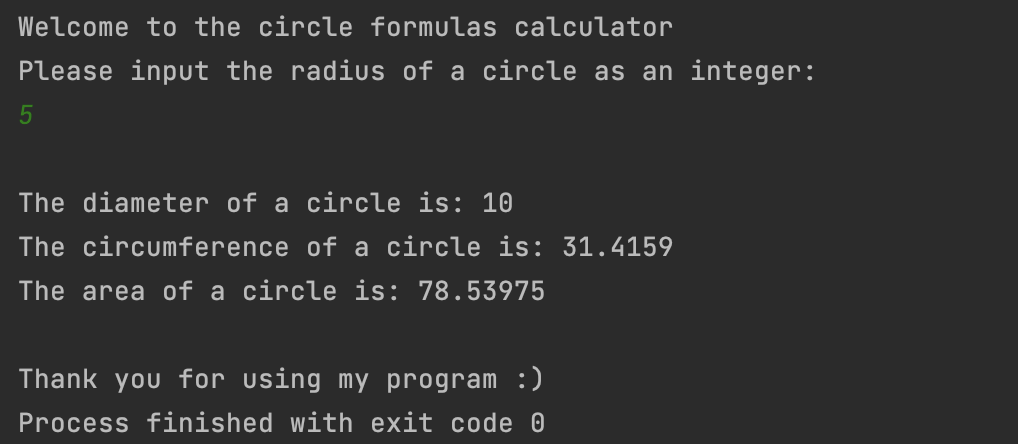 Welcome to the circle formulas calculator
Please input the radius of a circle as an integer:
5
The diameter of a circle is: 10
The circumference of a circle is: 31.4159
The area of a circle is: 78.53975
Thank you for using my program :)
Process finished with exit code 0